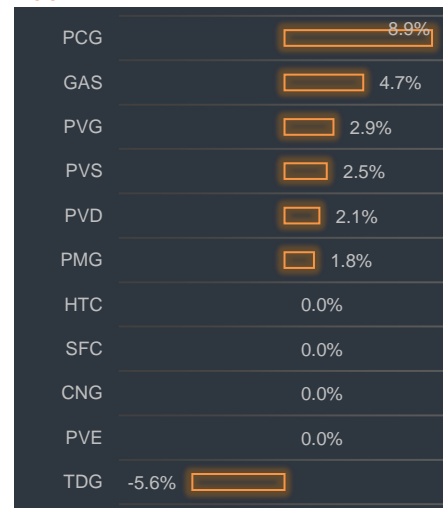 PCG 8.9%
GAS 4.7%
PVG 2.9%
PVS 2.5%
PVD 2.1%
PMG 1.8%
HTC 0.0%
SFC 0.0%
CNG 0.0%
PVE 0.0%
TDG -5.6%